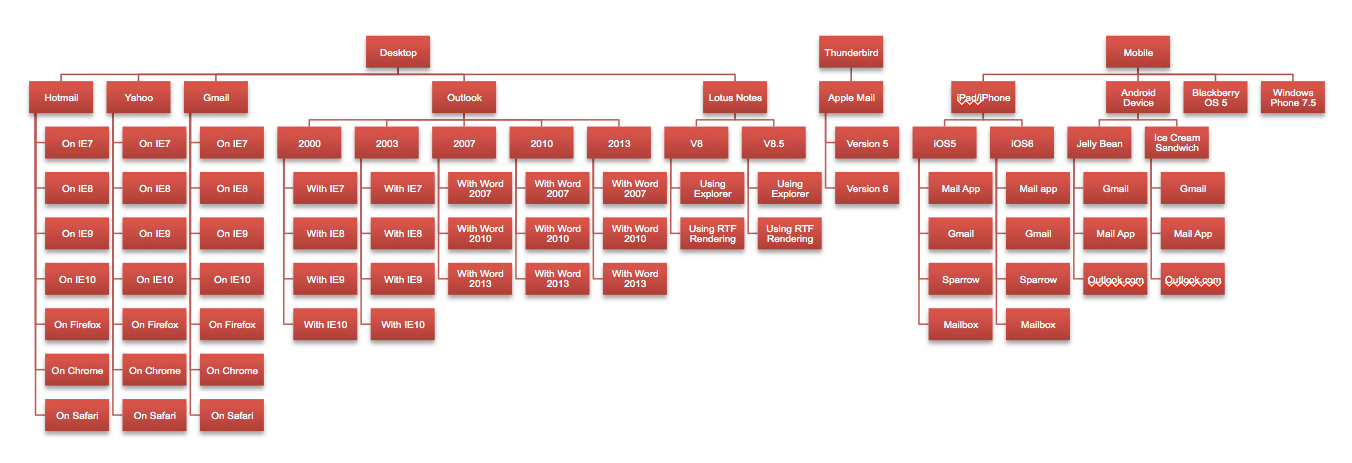 Desktop
Thunderbird
Mobile
Hotmail
Yahoo
Gmail
Outlook
Lotus Notes
Apple Mail
iPad/iPhone
Android
Device
Blackberry
OS 5
Windows
Phone 7.5
On IE7
On IE7
On IE7
2000
2003
2007
2010
2013
V8
V8.5
Version 5
iOS5
iOS6
Jelly Bean
Ice Cream
Sandwich
On IE8
On IE8
On IE8
With IE7
With IE7
With Word
2007
With Word
2007
With Word
2007
Using
Explorer
Using
Explorer
Version 6
Mail App
Mail app
Gmail
Gmail
On IE9
On IE9
On IE9
With IE8
With IE8
With Word
2010
With Word
2010
With Word
2010
Using RTF
Rendering
Using RTF
Rendering
Gmail
Gmail
Mail App
Mail App
On IE10
On IE10
On IE10
With IE9
With IE9
With Word
2013
With Word
2013
With Word
2013
Sparrow
Sparrow
Outlook.com
Outlook.com
On Firefox
On Firefox
On Firefox
With IE10
With IE10
Mailbox
Mailbox
On Chrome
On Chrome
On Chrome
On Safari
On Safari
On Safari